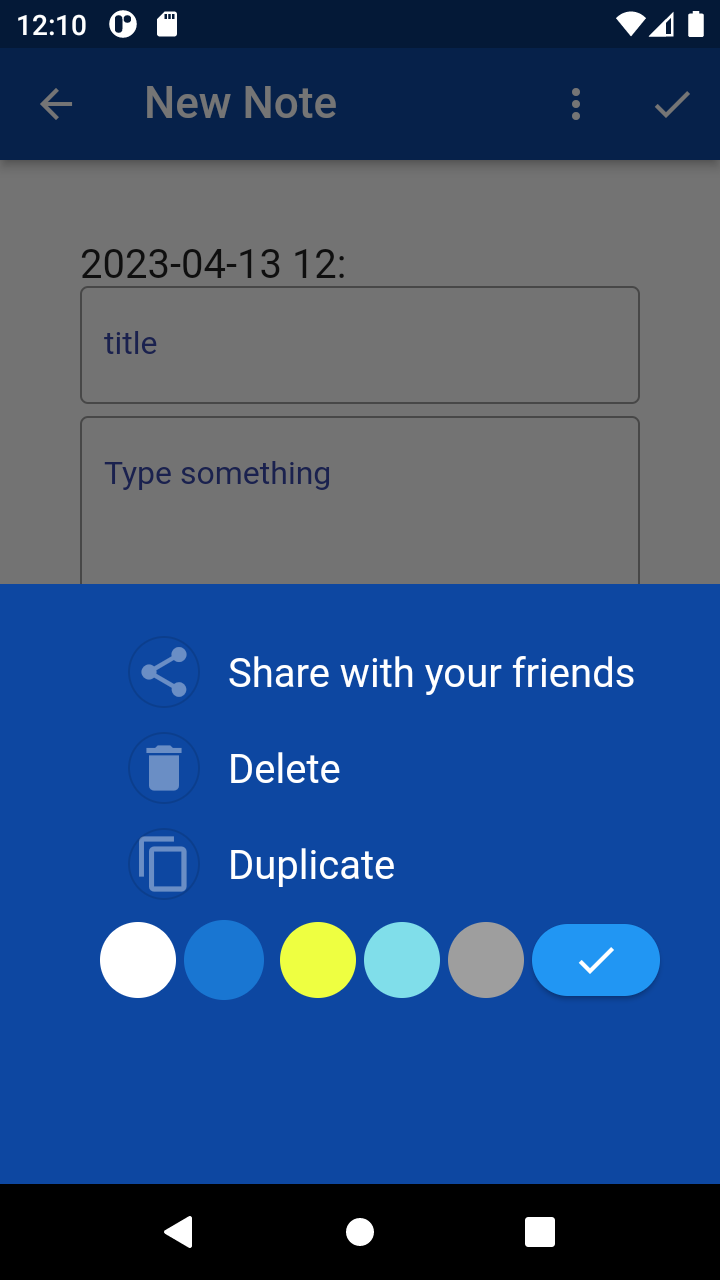 12:10
New Note
2023-04-13 12:
title
Type something
Share with your friends
Delete
Duplicate